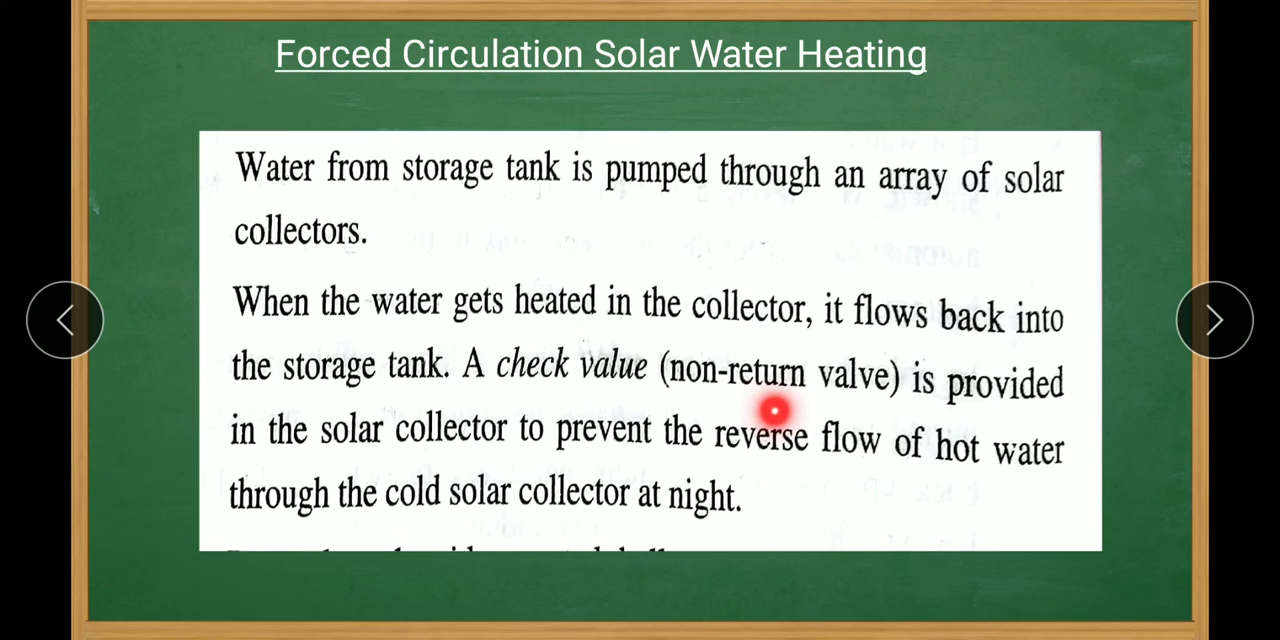 Forced Circulation Solar Water Heating
Water from storage tank is pumped through an array of solar
collectors.
When the water gets heated in the collector, it flows back into
the storage tank. A check value (non-return valve) is provided
in the solar collector to prevent the reverse flow of hot water
through the cold solar collector at night.